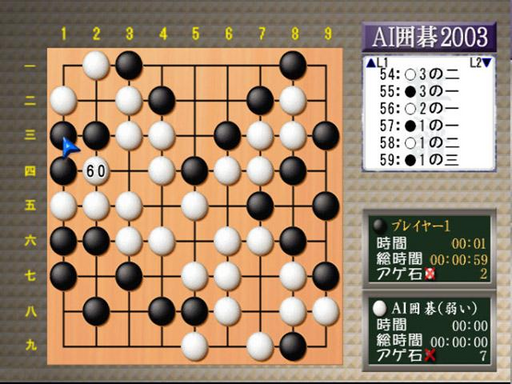 1 2 3 4 5 6 7 8 9
一
二
三
四
五
六
七
八
九
60
AI囲碁2003
▲L1 L2▼
54:○3の二
55:●3の一
56:○2の一
57:●1の一
58:○1の二
59:●1の三
プレイヤー1
時間 00:01
総時間 00:00:59
アゲ石 2
AI囲碁(弱い)
時間 00:00
総時間 00:00:00
アゲ石 7